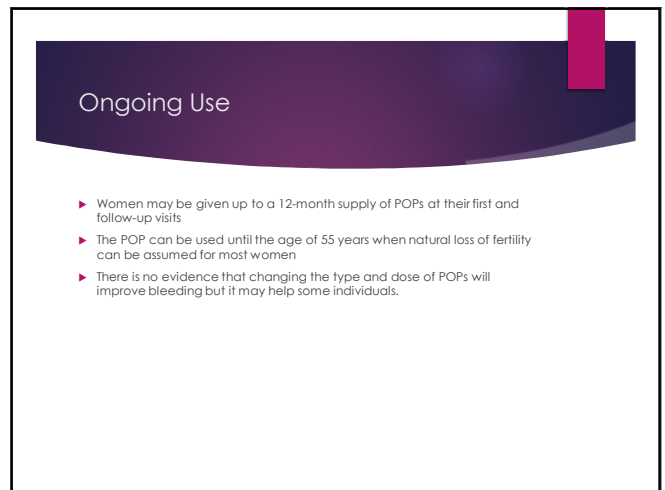 Ongoing Use
Women may be given up to a 12-month supply of POPs at their first and
follow-up visits
The POP can be used until the age of 55 years when natural loss of fertility
can be assumed for most women
There is no evidence that changing the type and dose of POPs will
improve bleeding but it may help some individuals.